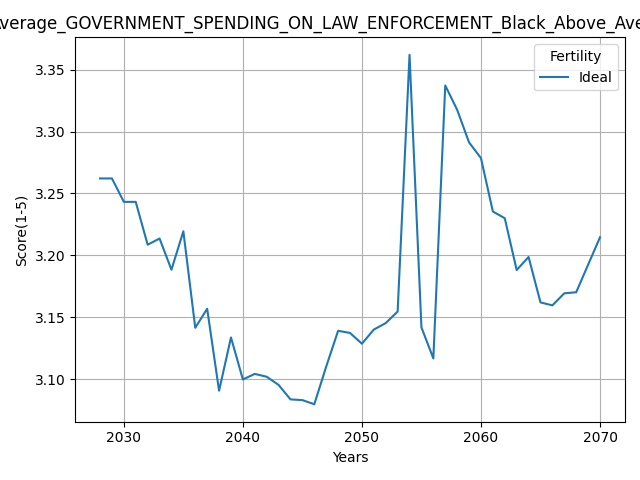 verage_GOVERNMENT_SPENDING_ON_LAW_ENFORCEMENT_Black_Above_Ave
Fertility
Ideal
3.35
3.30
3.25
3.20
3.15
3.10
Score(1-5)
2030 2040 2050 2060 2070
Years